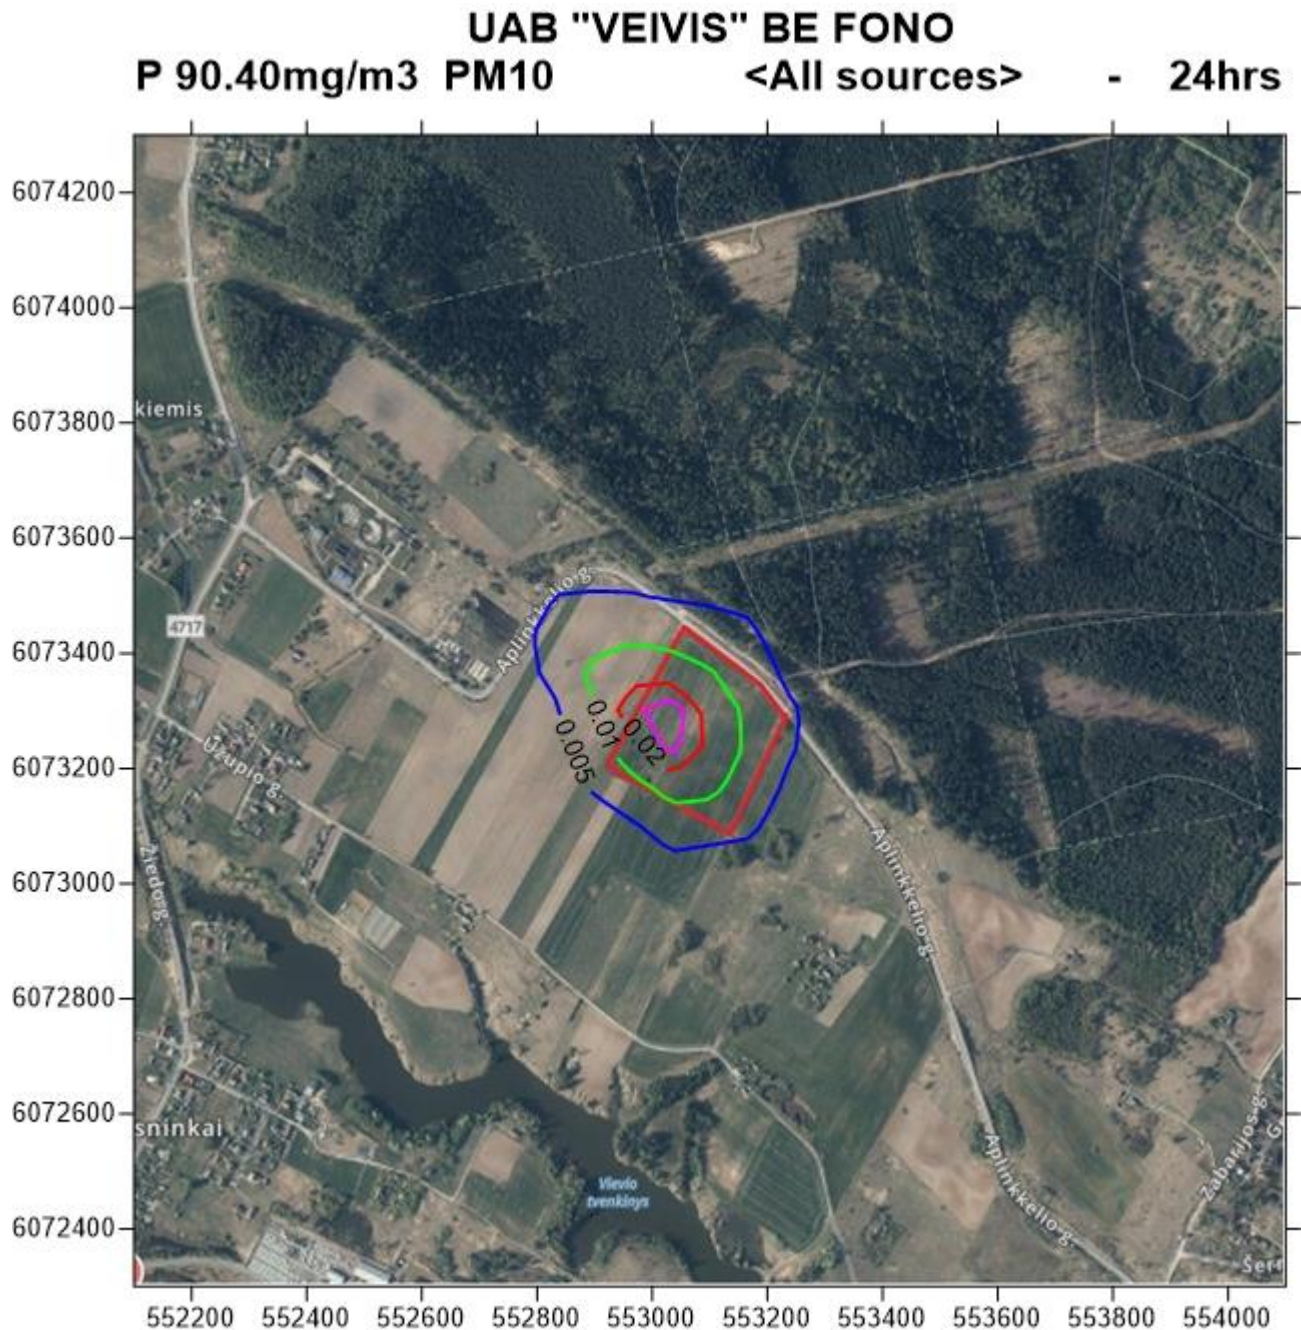 UAB "VEIVIS" BE FONO
P 90.40mg/m3 PM10 <All sources> - 24hrs
6074200
6074000
6073800
6073600
6073400
6073200
6073000
6072800
6072600
6072400
kiemis
4717
Aplinkkelio g.
0.005
0.01
0.02
Užupio g.
Žiedo g.
Aplinkkelio g.
sninkai
Vievio
tvenkinys
Aplinkkelio g.
Zabarijos g.
G.
552200 552400 552600 552800 553000 553200 553400 553600 553800 554000